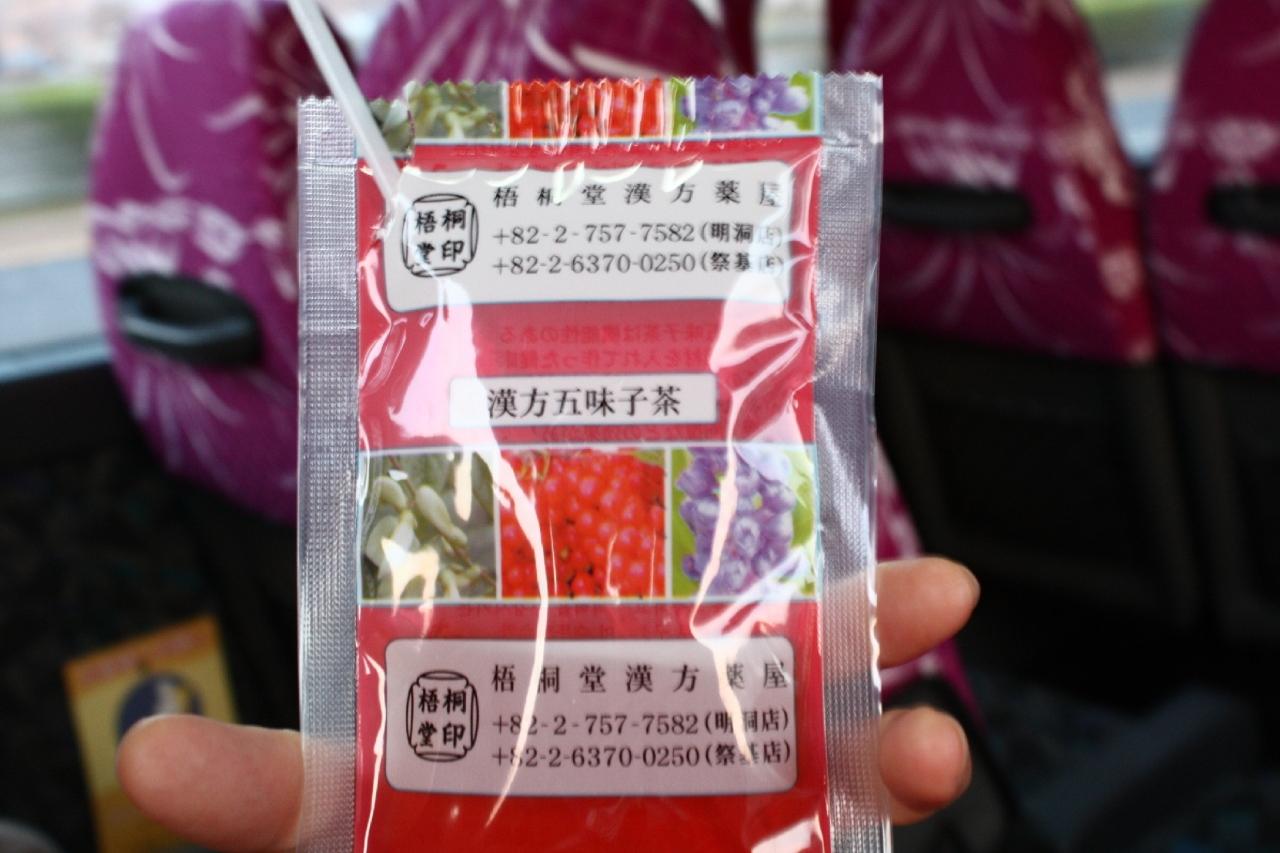 梧桐堂漢方薬屋
桐印
梧堂
+82-2-757-7582(明洞店)
+82-2-6370-0250(祭基店)
漢方五味子茶
梧桐堂漢方薬屋
桐印
梧堂
+82-2-757-7582(明洞店)
+82-2-6370-0250(祭基店)